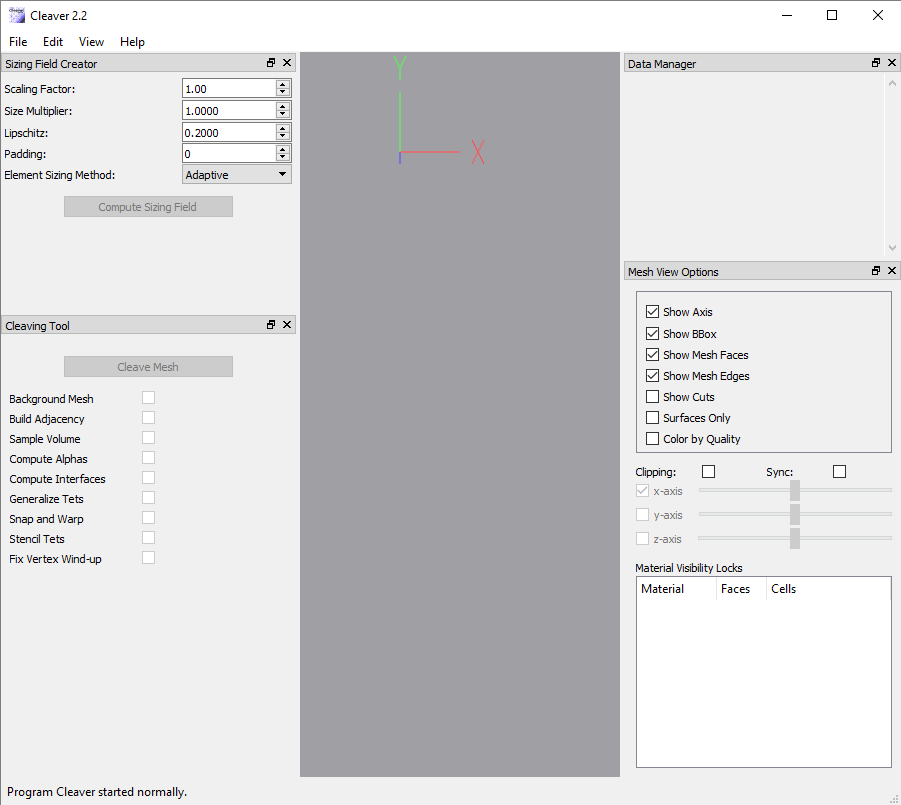 Cleaver 2.2
File Edit View Help
Sizing Field Creator
Scaling Factor: 1.00
Size Multiplier: 1.0000
Lipschitz: 0.2000
Padding: 0
Element Sizing Method: Adaptive
Compute Sizing Field
Cleaving Tool
Cleave Mesh
Background Mesh
Build Adjacency
Sample Volume
Compute Alphas
Compute Interfaces
Generalize Tets
Snap and Warp
Stencil Tets
Fix Vertex Wind-up
Y
X
Data Manager
Mesh View Options
Show Axis
Show BBox
Show Mesh Faces
Show Mesh Edges
Show Cuts
Surfaces Only
Color by Quality
Clipping: Sync:
x-axis
y-axis
z-axis
Material Visibility Locks
Material Faces Cells
Program Cleaver started normally.